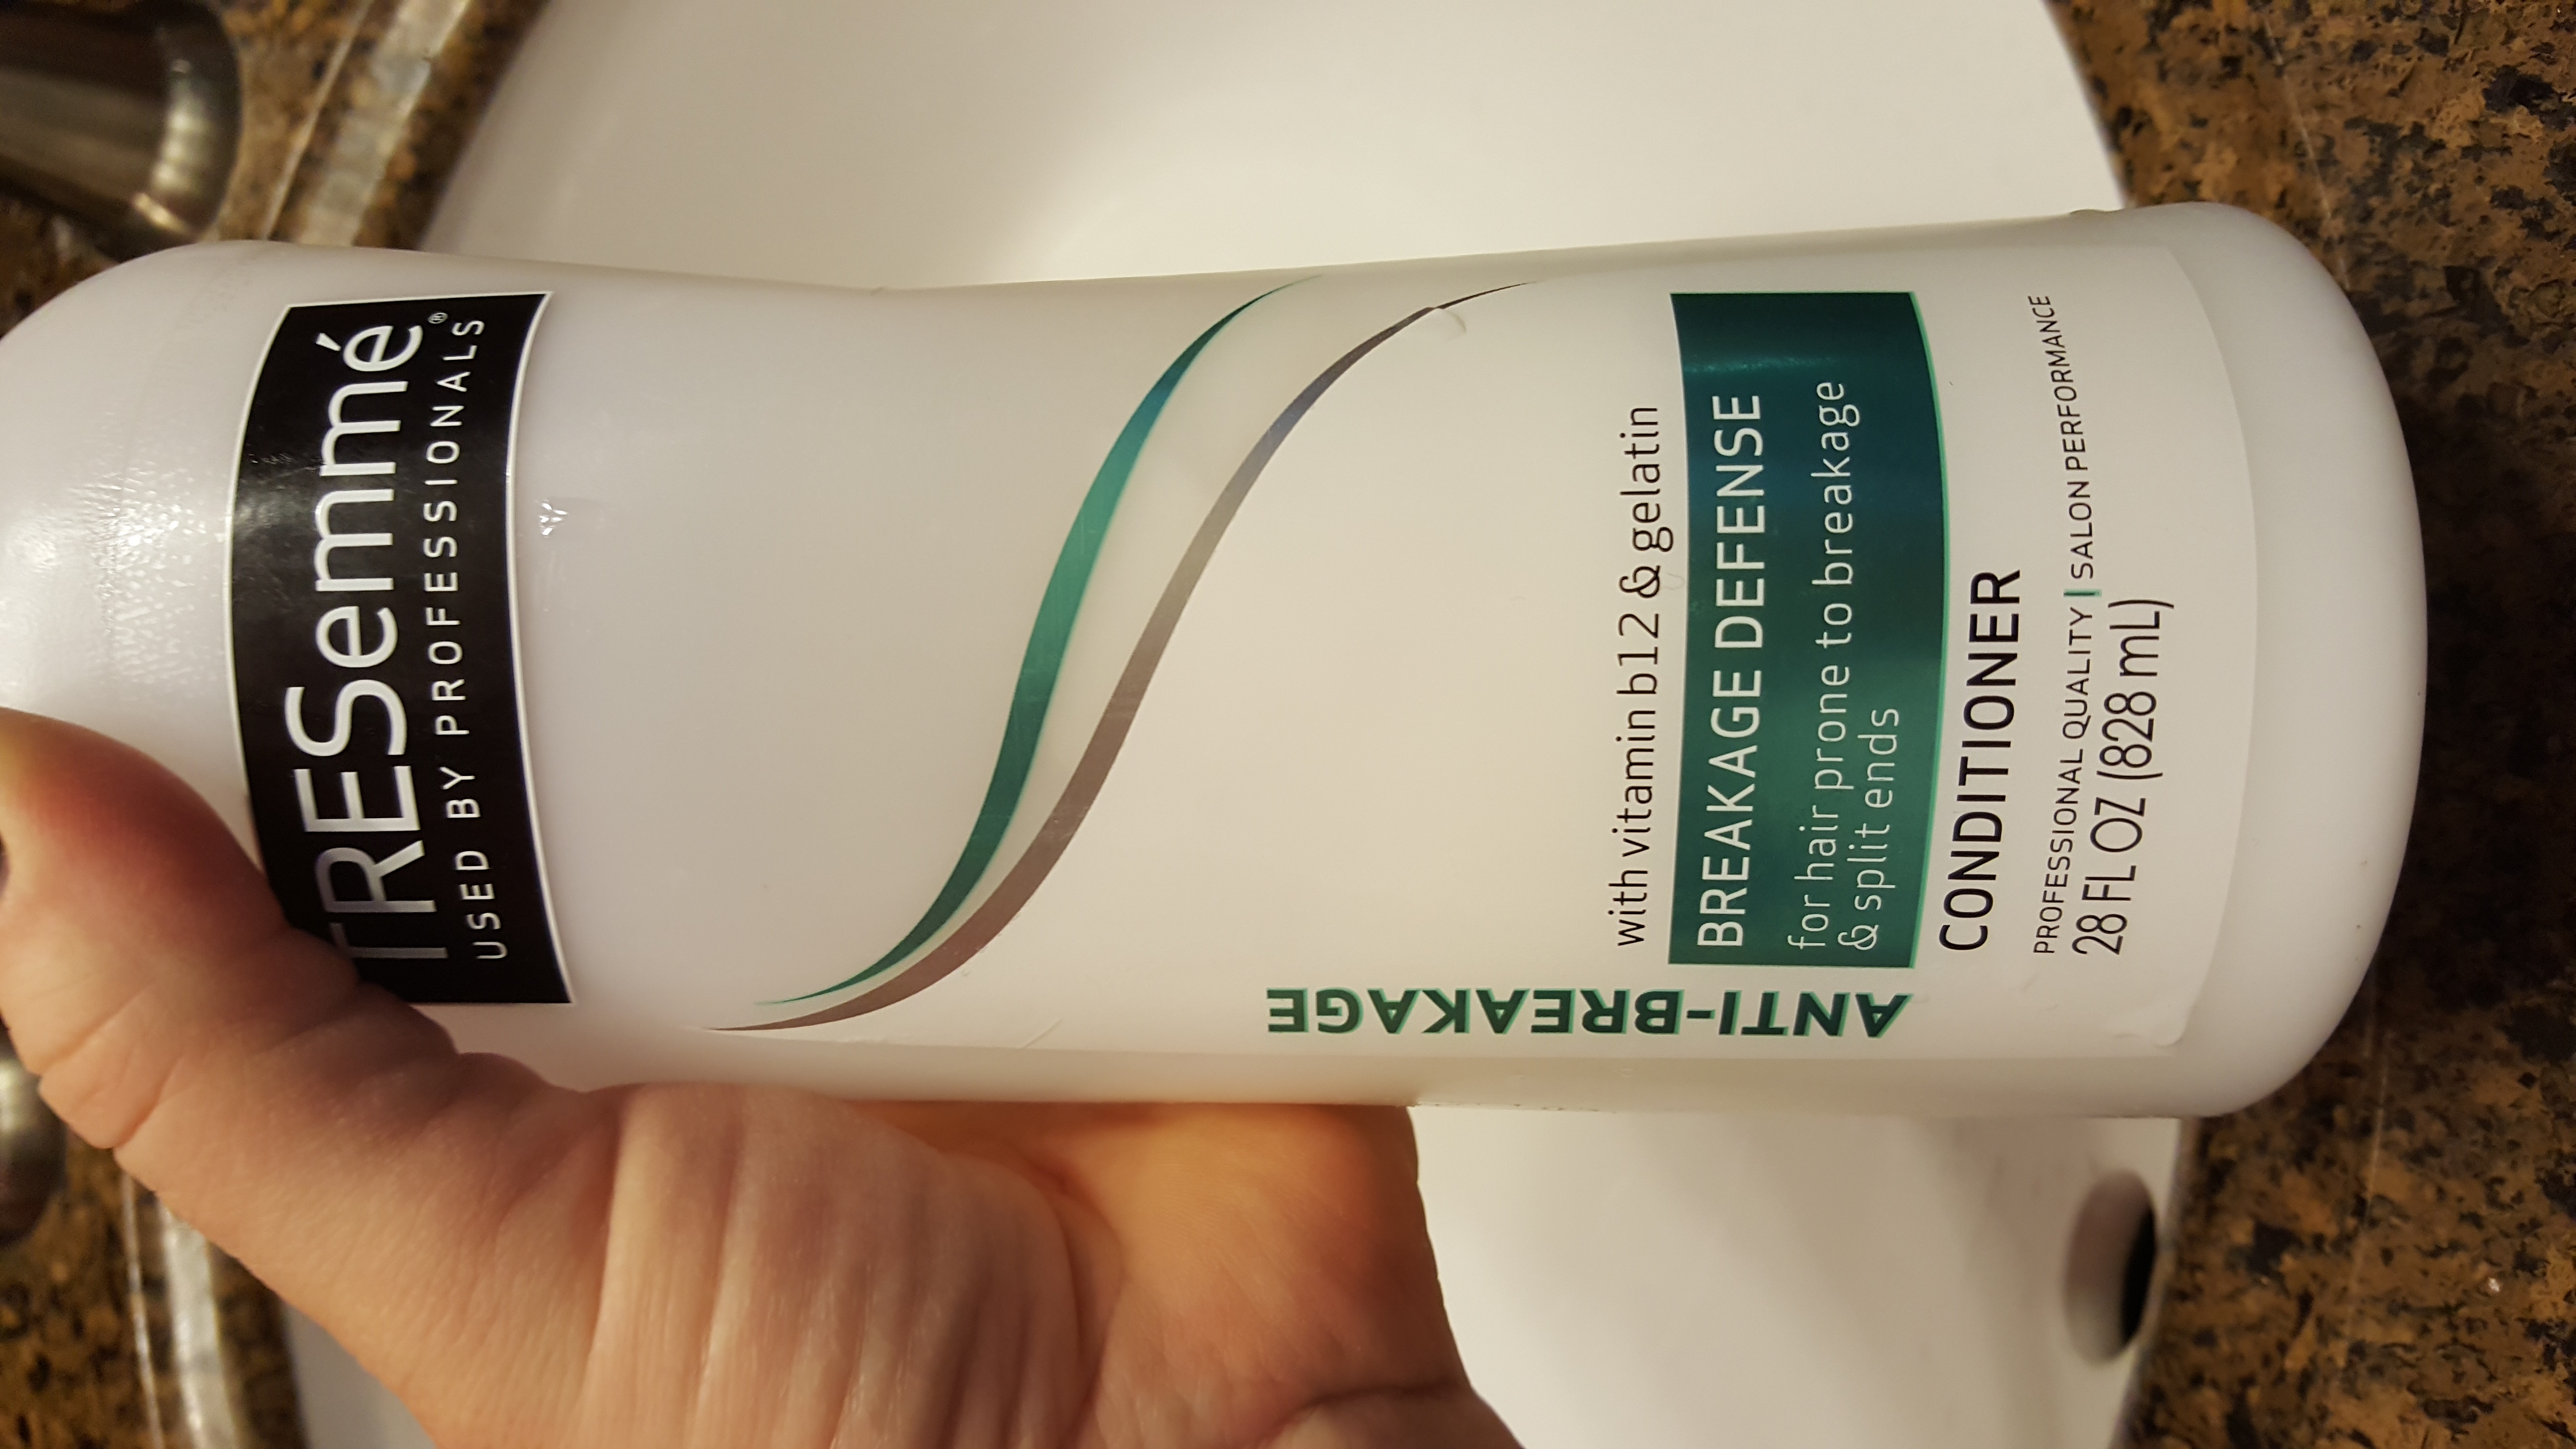 TRESemmé®
USED BY PROFESSIONALS
with vitamin b12 & gelatin
BREAKAGE DEFENSE
for hair prone to breakage
& split ends
ANTI-BREAKAGE
CONDITIONER
PROFESSIONAL QUALITY | SALON PERFORMANCE
28 FL OZ (828 mL)